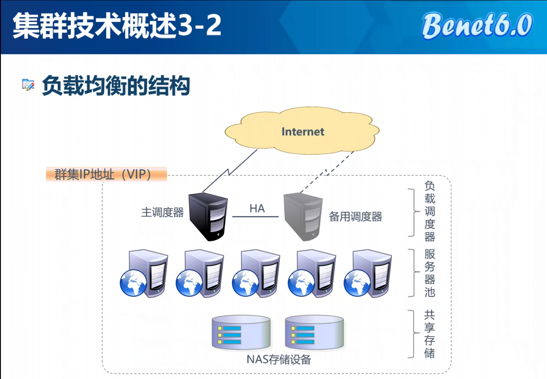 集群技术概述3-2
Benet6.0
负载均衡的结构
Internet
群集IP地址（VIP）
主调度器
HA
备用调度器
负载调度器
服务器池
共享存储
NAS存储设备